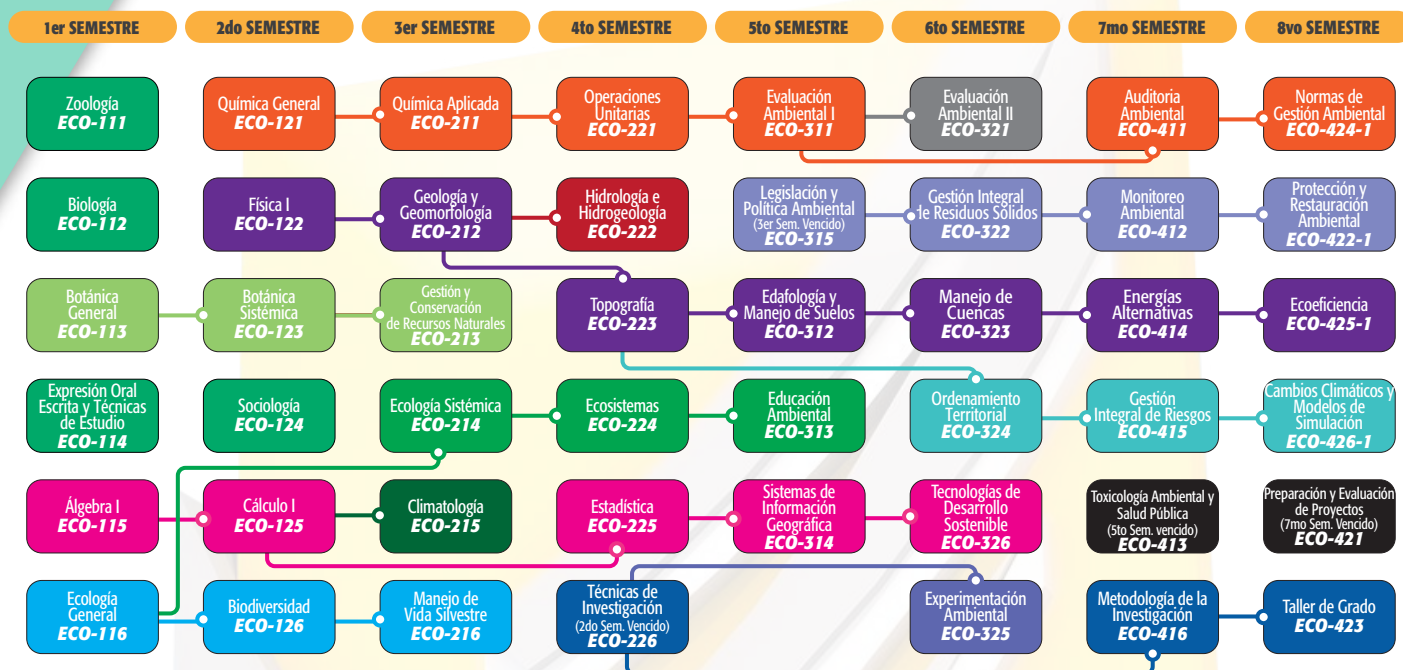 1er SEMESTRE
2do SEMESTRE
3er SEMESTRE
4to SEMESTRE
5to SEMESTRE
6to SEMESTRE
7mo SEMESTRE
8vo SEMESTRE
Zoología
ECO-111
Química General
ECO-121
Química Aplicada
ECO-211
Operaciones
Unitarias
ECO-221
Evaluación
Ambiental I
ECO-311
Evaluación
Ambiental II
ECO-321
Auditoria
Ambiental
ECO-411
Normas de
Gestión Ambiental
ECO-424-1
Biología
ECO-112
Física I
ECO-122
Geología y
Geomorfología
ECO-212
Hidrología e
Hidrogeología
ECO-222
Legislación y
Política Ambiental
(3er Sem. Vencido)
ECO-315
Gestión Integral
de Residuos Sólidos
ECO-322
Monitoreo
Ambiental
ECO-412
Protección y
Restauración
Ambiental
ECO-422-1
Botánica
General
ECO-113
Botánica
Sistémica
ECO-123
Gestión y
Conservación
de Recursos Naturales
ECO-213
Topografía
ECO-223
Edafología y
Manejo de Suelos
ECO-312
Manejo de
Cuencas
ECO-323
Energías
Alternativas
ECO-414
Ecoeficiencia
ECO-425-1
Expresión Oral
Escrita y Técnicas
de Estudio
ECO-114
Sociología
ECO-124
Ecología Sistémica
ECO-214
Ecosistemas
ECO-224
Educación
Ambiental
ECO-313
Ordenamiento
Territorial
ECO-324
Gestión
Integral de Riesgos
ECO-415
Cambios Climáticos y
Modelos de
Simulación
ECO-426-1
Álgebra I
ECO-115
Cálculo I
ECO-125
Climatología
ECO-215
Estadística
ECO-225
Sistemas de
Información
Geográfica
ECO-314
Tecnologías de
Desarrollo
Sostenible
ECO-326
Toxicología Ambiental y
Salud Pública
(5to Sem. vencido)
ECO-413
Preparación y Evaluación
de Proyectos
(7mo Sem. Vencido)
ECO-421
Ecología
General
ECO-116
Biodiversidad
ECO-126
Manejo de
Vida Silvestre
ECO-216
Técnicas de
Investigación
(2do Sem. Vencido)
ECO-226
Experimentación
Ambiental
ECO-325
Metodología de la
Investigación
ECO-416
Taller de Grado
ECO-423